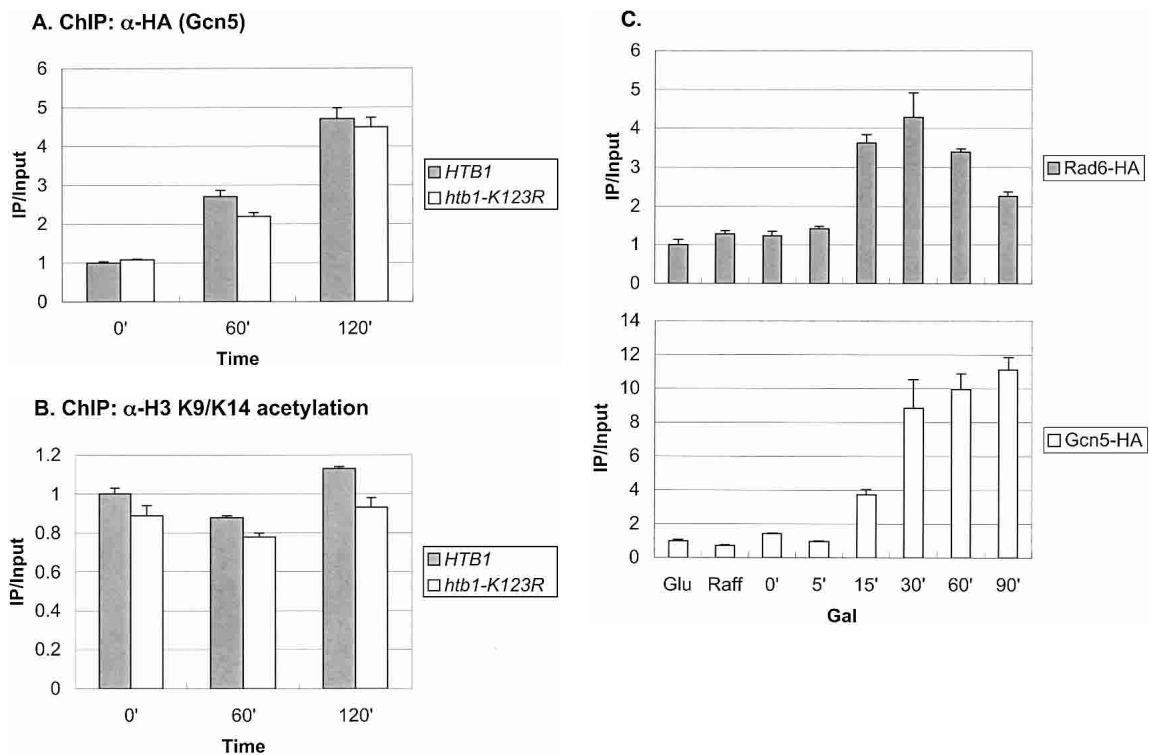 A. ChIP: α-HA (Gcn5)
6
5
4
3
2
1
0
IP/Input
0' 60' 120'
Time
HTB1
htb1-K123R
B. ChIP: α-H3 K9/K14 acetylation
1.2
1
0.8
0.6
0.4
0.2
0
IP/Input
0' 60' 120'
Time
HTB1
htb1-K123R
C.
6
5
4
3
2
1
0
IP/Input
Rad6-HA
14
12
10
8
6
4
2
0
IP/Input
Glu Raff 0' 5' 15' 30' 60' 90'
Gal
Gcn5-HA